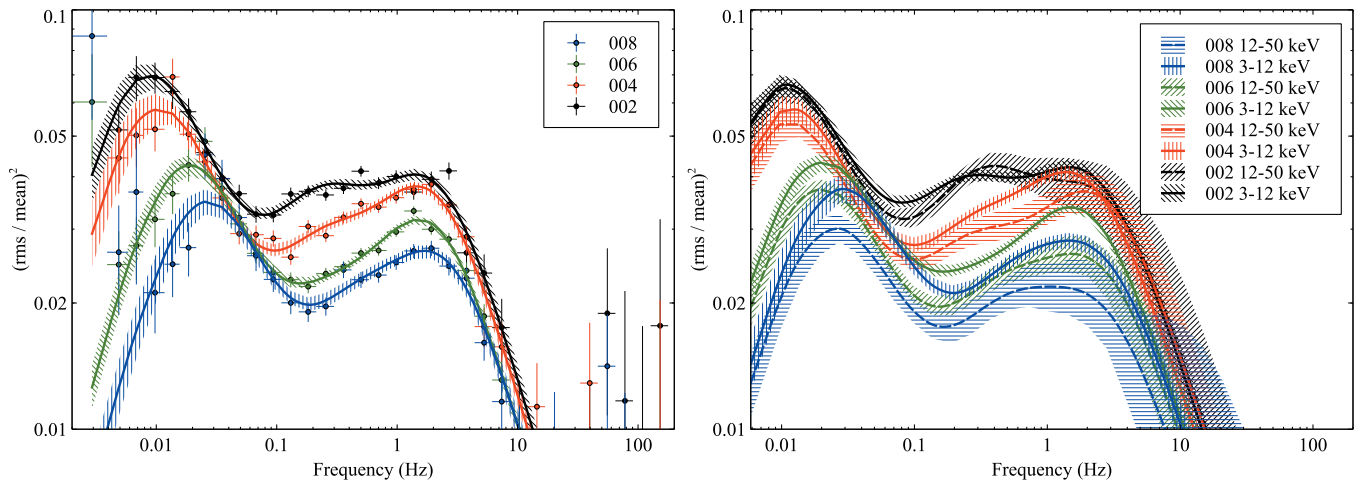 0.1
0.05
0.02
0.01
(rms / mean)²
008
006
004
002
0.01
0.1
1
10
100
Frequency (Hz)
0.1
0.05
0.02
0.01
(rms / mean)²
008 12-50 keV
008 3-12 keV
006 12-50 keV
006 3-12 keV
004 12-50 keV
004 3-12 keV
002 12-50 keV
002 3-12 keV
0.01
0.1
1
10
100
Frequency (Hz)